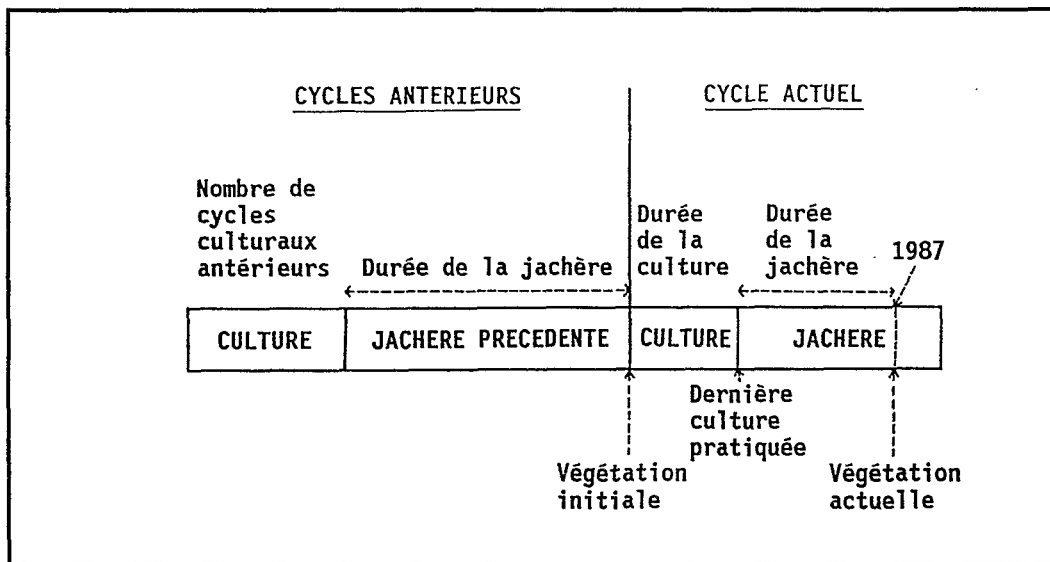 CYCLES ANTERIEURS
CYCLE ACTUEL
Nombre de
cycles
culturaux
antérieurs
Durée de la jachère
Durée
de la
culture
Durée
de la
jachère
1987
CULTURE
JACHERE PRECEDENTE
CULTURE
JACHERE
Dernière
culture
pratiquée
Végétation
initiale
Végétation
actuelle